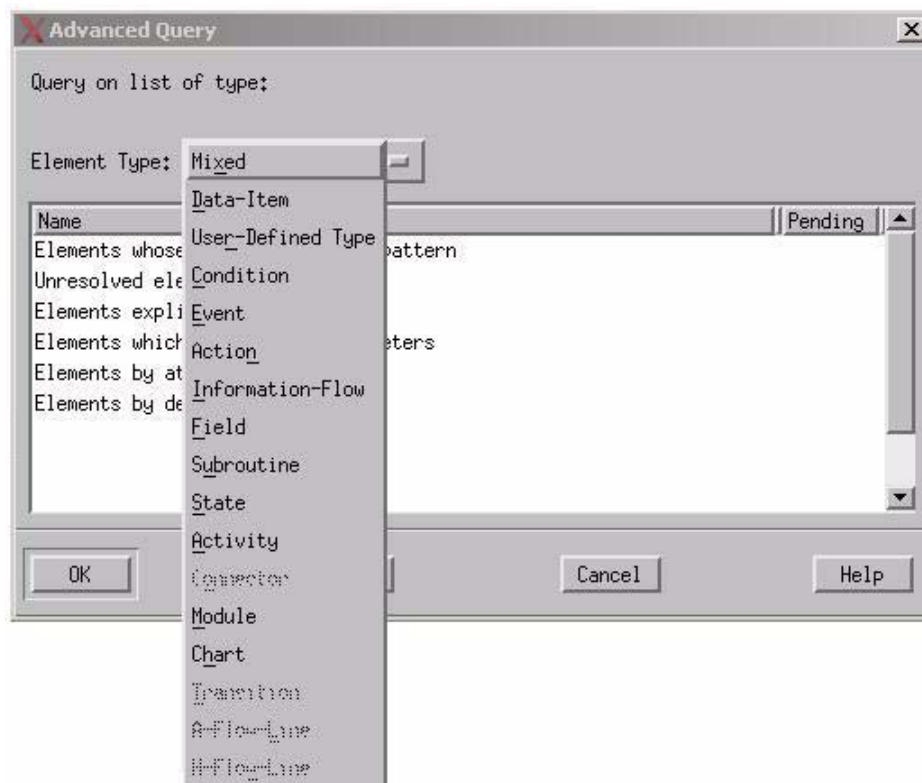 Advanced Query
Query on list of type:
Element Type: Mixed
Data-Item
User-Defined Type
Condition
Event
Action
Information-Flow
Field
Subroutine
State
Activity
Connector
Module
Chart
Transition
A-Flow-Line
M-Flow-Line
Name Pending
Elements whose pattern
Unresolved ele
Elements expli
Elements which eters
Elements by at
Elements by de
OK Cancel Help